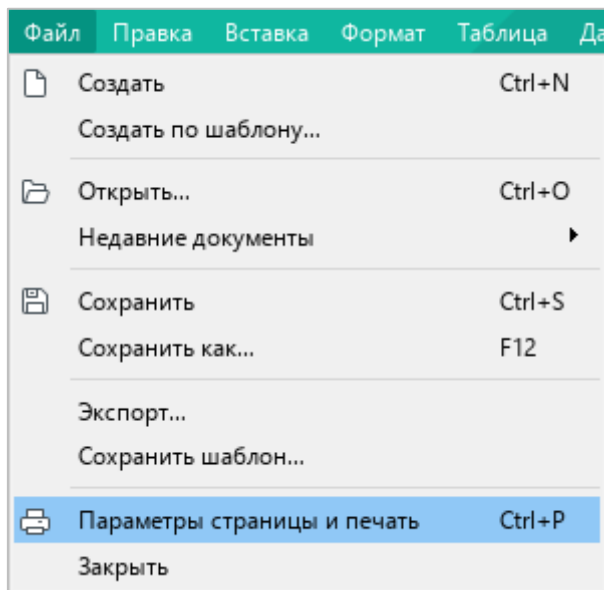 Файл Правка Вставка Формат Таблица Да
Создать Ctrl+N
Создать по шаблону...
Открыть... Ctrl+O
Недавние документы
Сохранить Ctrl+S
Сохранить как... F12
Экспорт...
Сохранить шаблон...
Параметры страницы и печать Ctrl+P
Закрыть